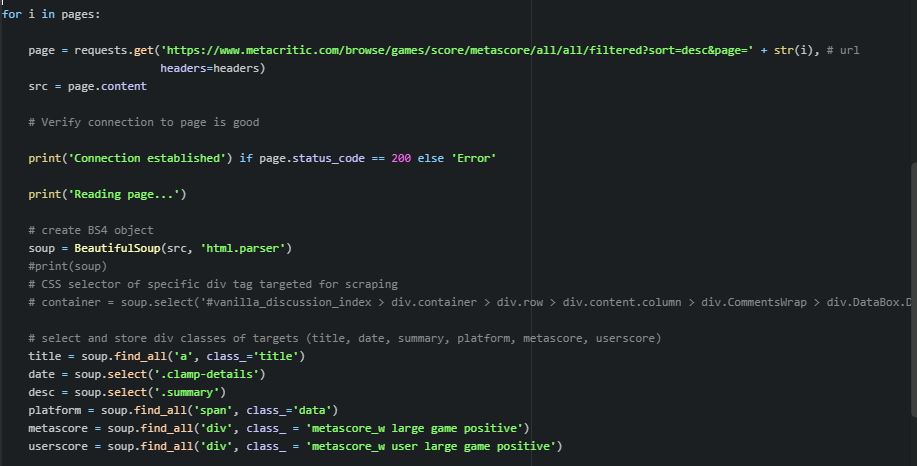 for i in pages:
page = requests.get('https://www.metacritic.com/browse/games/score/metascore/all/all/filtered?sort=desc&page=' + str(i), # url
headers=headers)
src = page.content
# Verify connection to page is good
print('Connection established') if page.status_code == 200 else 'Error'
print('Reading page...')
# create BS4 object
soup = BeautifulSoup(src, 'html.parser')
#print(soup)
# CSS selector of specific div tag targeted for scraping
# container = soup.select('#vanilla_discussion_index > div.container > div.row > div.content.column > div.CommentsWrap > div.DataBox.D
# select and store div classes of targets (title, date, summary, platform, metascore, userscore)
title = soup.find_all('a', class_='title')
date = soup.select('.clamp-details')
desc = soup.select('.summary')
platform = soup.find_all('span', class_='data')
metascore = soup.find_all('div', class_ = 'metascore_w large game positive')
userscore = soup.find_all('div', class_ = 'metascore_w user large game positive')